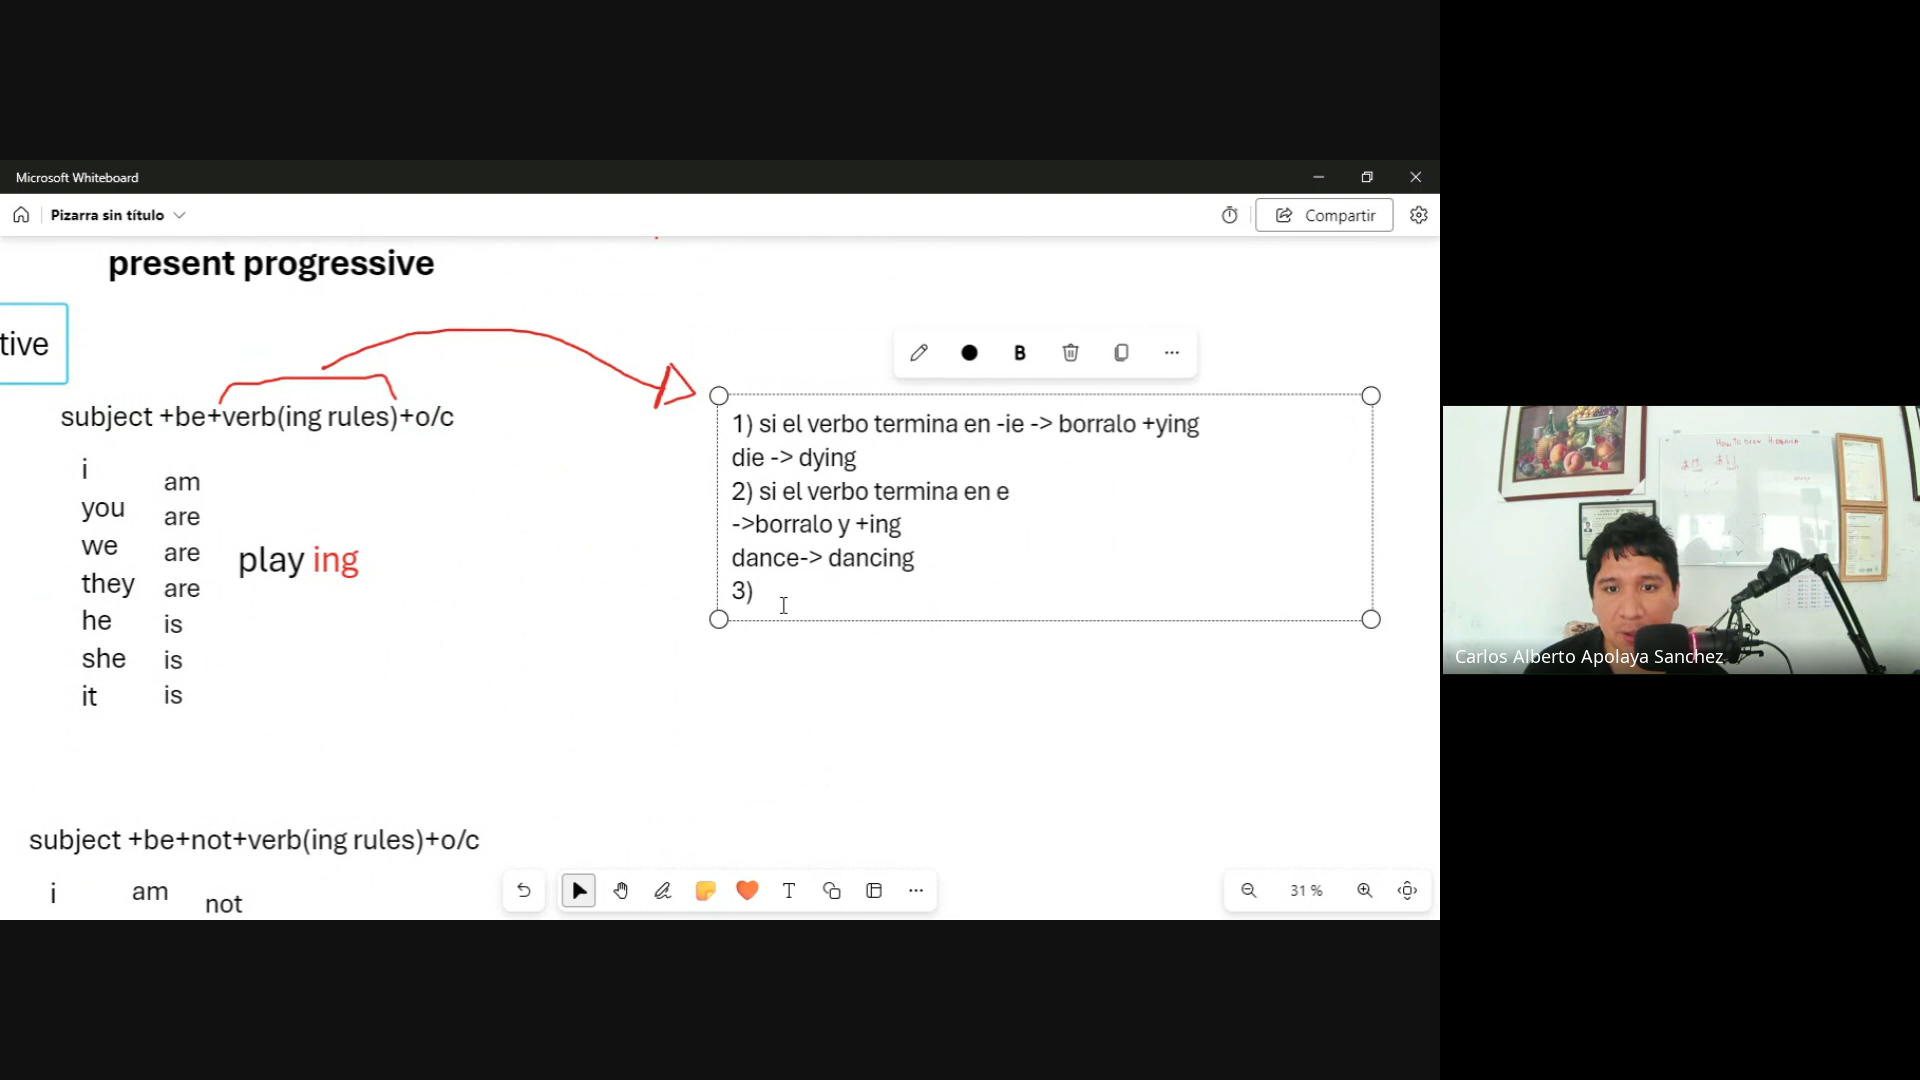 Microsoft Whiteboard
Pizarra sin título
Compartir
present progressive
tive
subject +be+verb(ing rules)+o/c
i am
you are
we are
they are
he is
she is
it is
play ing
B
1) si el verbo termina en -ie -> borralo +ying
die -> dying
2) si el verbo termina en e
->borralo y +ing
dance-> dancing
3)
subject +be+not+verb(ing rules)+o/c
i am not
T
31 %
Carlos Alberto Apolaya Sanchez